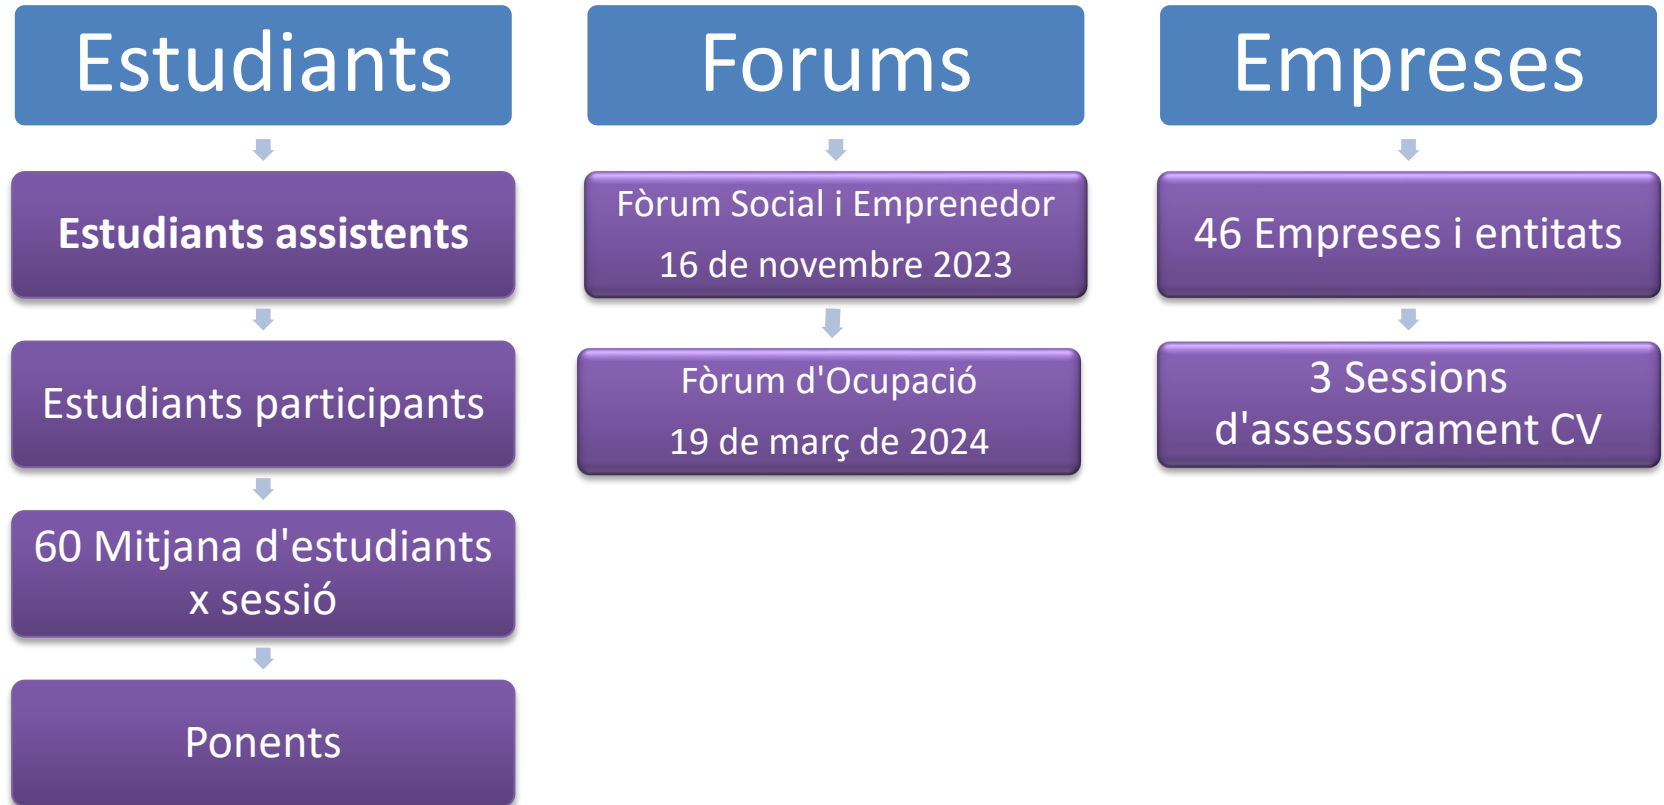 Estudiants
Estudiants assistents
Estudiants participants
60 Mitjana d'estudiants
x sessió
Ponents
Forums
Fòrum Social i Emprenedor
16 de novembre 2023
Fòrum d'Ocupació
19 de març de 2024
Empreses
46 Empreses i entitats
3 Sessions
d'assessorament CV